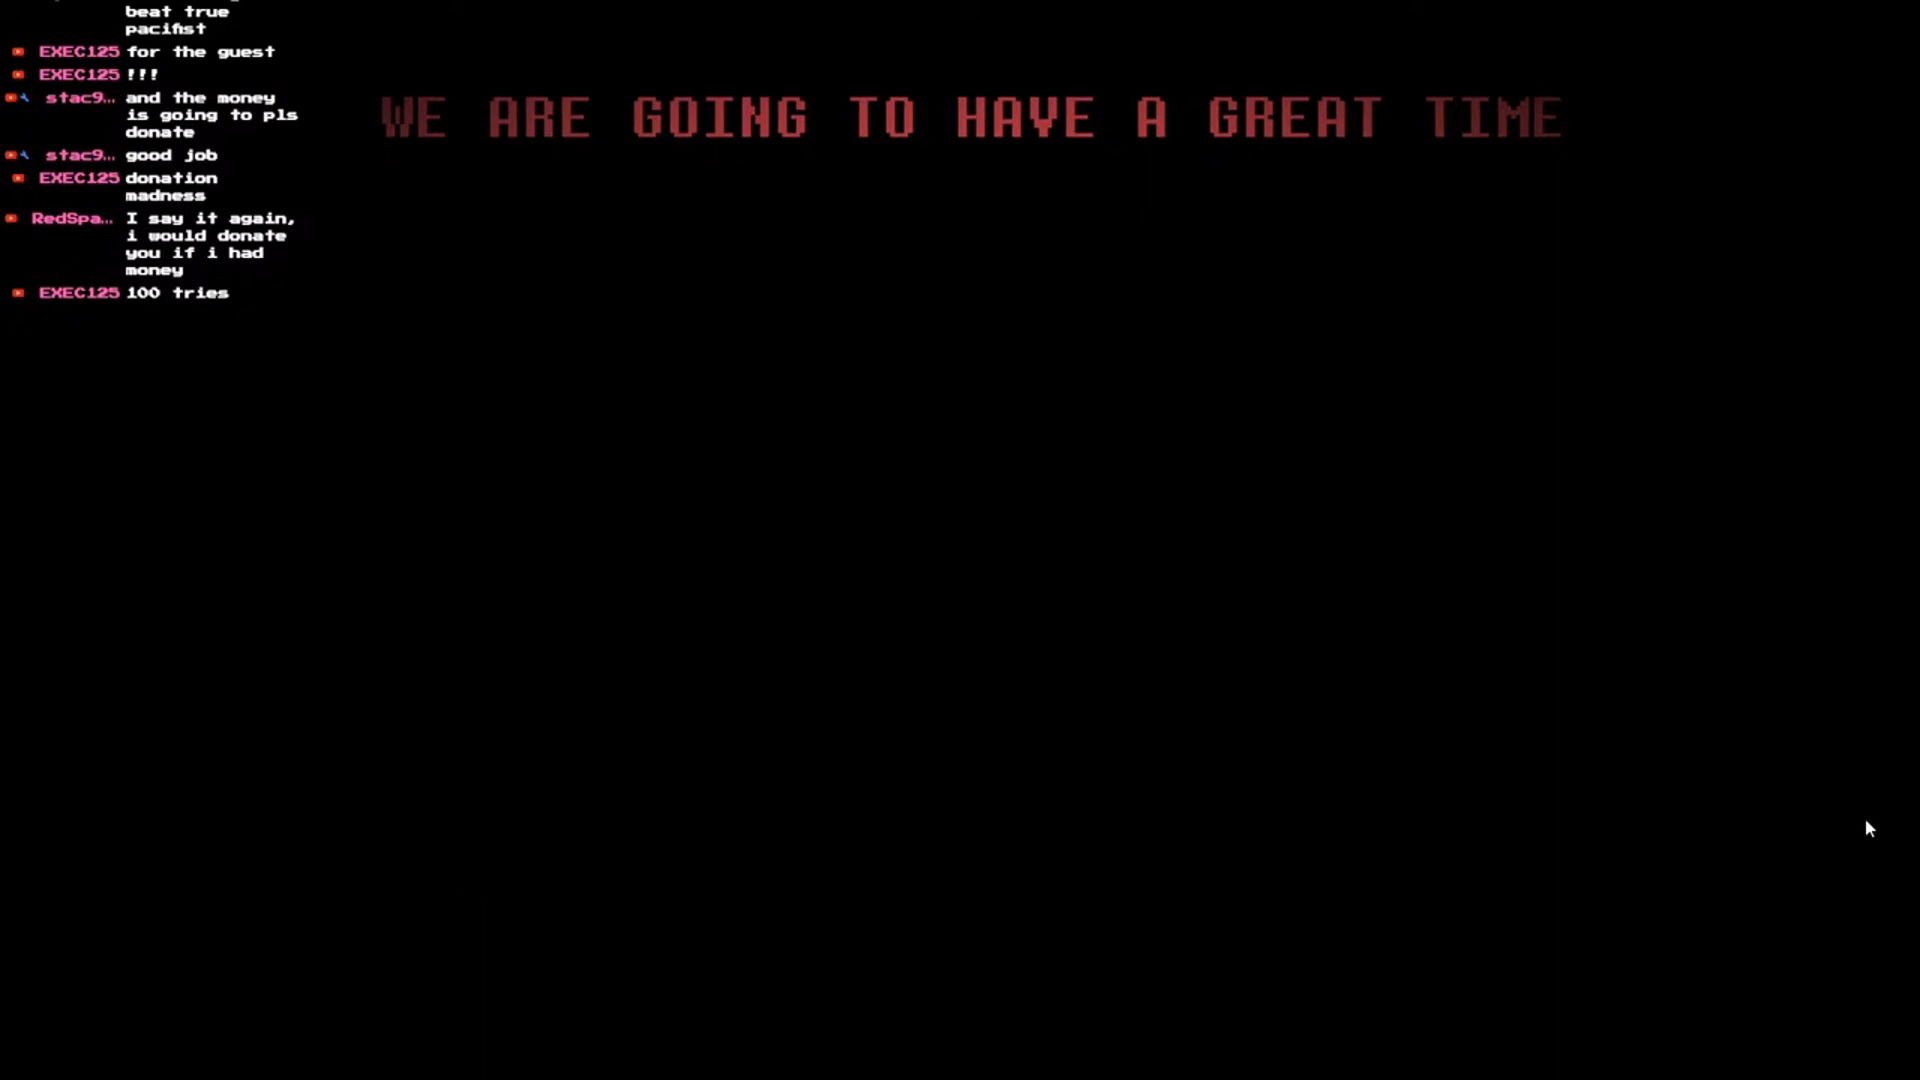 beat true
pacifist
EXEC125 for the guest
EXEC125 !!!
stac9... and the money
is going to pls
donate
stac9... good job
EXEC125 donation
madness
RedSpa... I say it again,
i would donate
you if i had
money
EXEC125 100 tries
WE ARE GOING TO HAVE A GREAT TIME